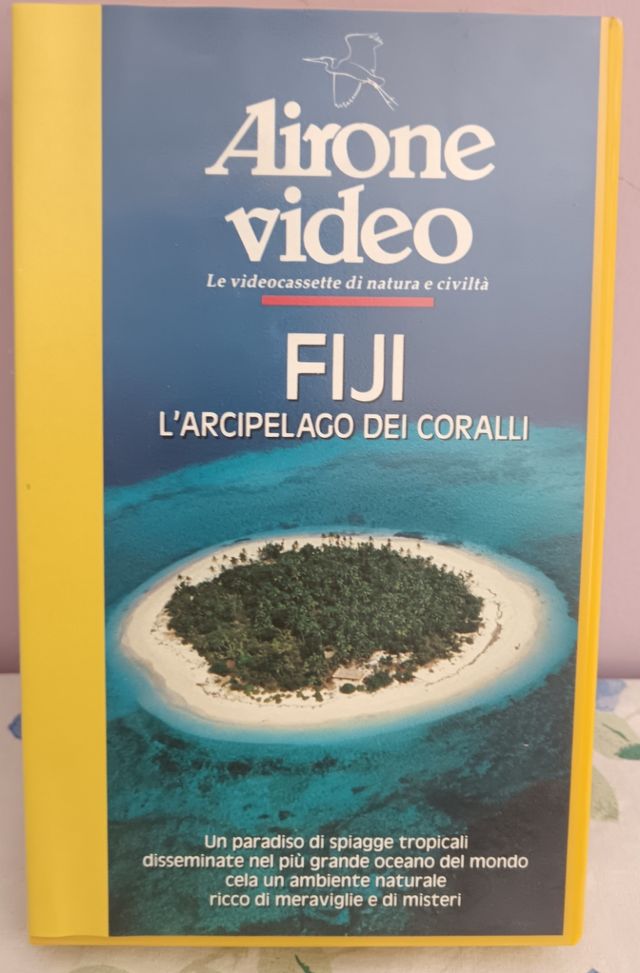 Airone
video
Le videocassette di natura e civiltà
FIJI
L'ARCIPELAGO DEI CORALLI
Un paradiso di spiagge tropicali
disseminate nel più grande oceano del mondo
cela un ambiente naturale
ricco di meraviglie e di misteri